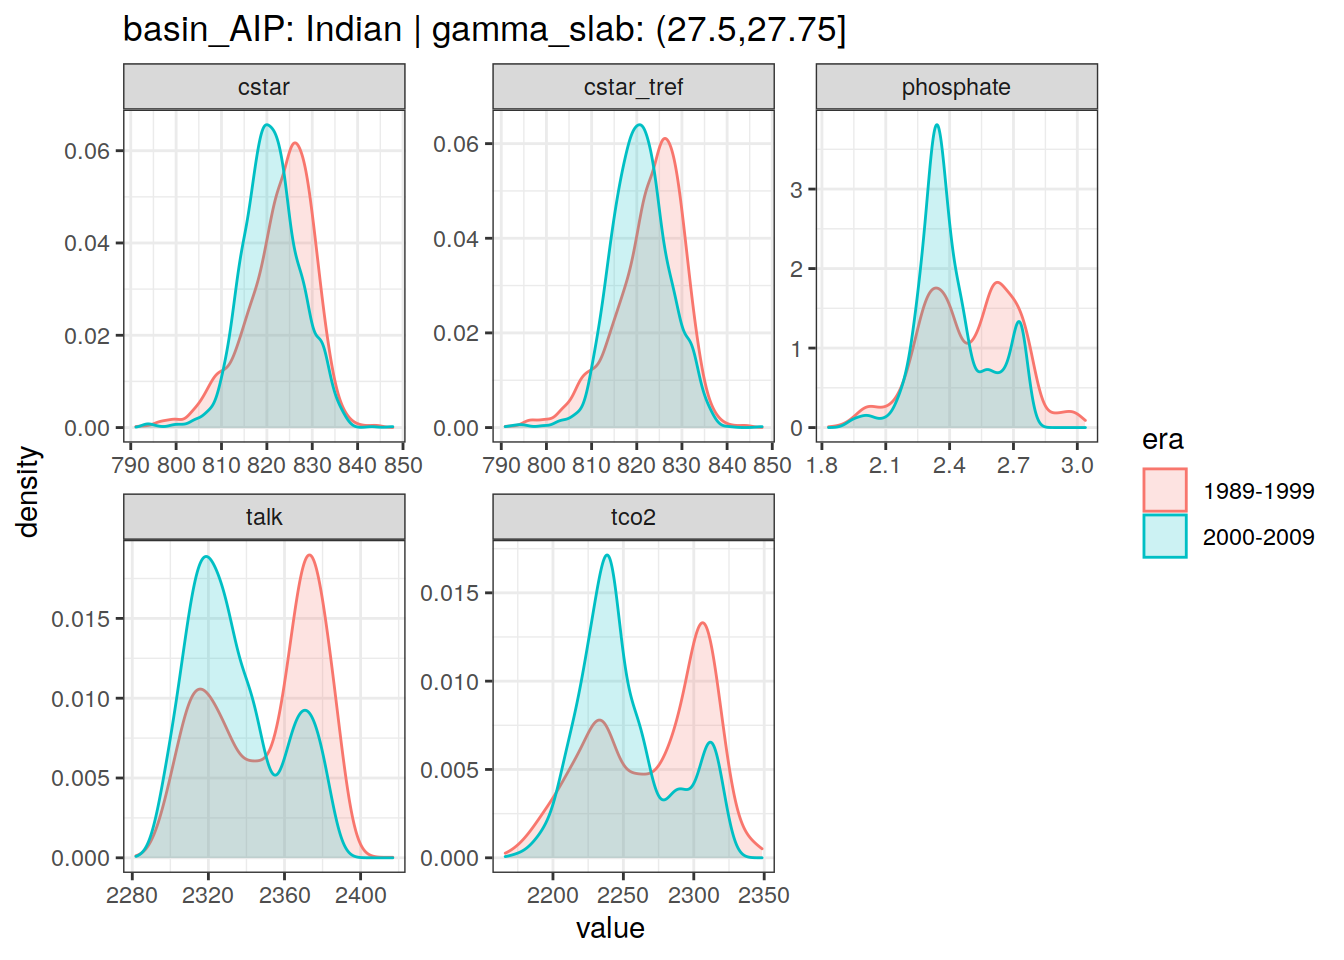 basin_AIP: Indian | gamma_slab: (27.5,27.75]
cstar
cstar_tref
phosphate
0.06
0.04
0.02
0.00
790 800 810 820 830 840 850
0.06
0.04
0.02
0.00
790 800 810 820 830 840 850
3
2
1
0
1.8 2.1 2.4 2.7 3.0
talk
tco2
0.015
0.010
0.005
0.000
2280 2320 2360 2400
0.015
0.010
0.005
0.000
2200 2250 2300 2350
density
value
era
1989-1999
2000-2009